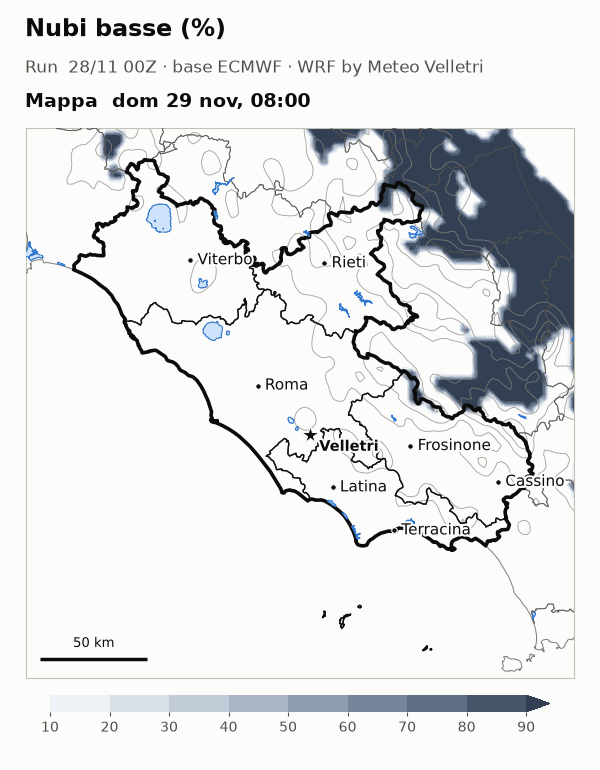 Nubi basse (%)
Run  28/11 00Z · base ECMWF · WRF by Meteo Velletri
Mappa  dom 29 nov, 08:00
Viterbo
Rieti
Roma
Velletri
Frosinone
Latina
Cassino
Terracina
50 km
10 20 30 40 50 60 70 80 90